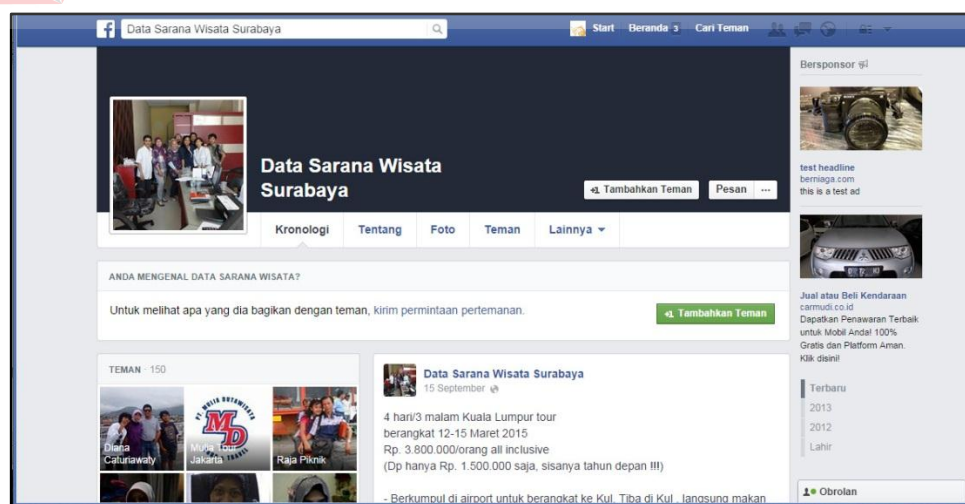 Data Sarana Wisata Surabaya
Start Beranda 3 Cari Teman
Data Sarana Wisata
Surabaya
Tambahkan Teman Pesan ...
Kronologi Tentang Foto Teman Lainnya
ANDA MENGENAL DATA SARANA WISATA?
Untuk melihat apa yang dia bagikan dengan teman, kirim permintaan pertemanan.
Tambahkan Teman
TEMAN · 150
Diana
Caturiawaty
PT. MULIA DUTAWISATA
MD
TOUR & TRAVELS
Mulia Tour
Jakarta
Raja Piknik
Data Sarana Wisata Surabaya
15 September
4 hari/3 malam Kuala Lumpur tour
berangkat 12-15 Maret 2015
Rp. 3.800.000/orang all inclusive
(Dp hanya Rp. 1.500.000 saja, sisanya tahun depan !!!)
- Berkumpul di airport untuk berangkat ke Kul. Tiba di Kul , langsung makan
Bersponsor
test headline
berniaga.com
this is a test ad
Jual atau Beli Kendaraan
carmudi.co.id
Dapatkan Penawaran Terbaik
untuk Mobil Anda! 100%
Gratis dan Platform Aman.
Klik disini!
Terbaru
2013
2012
Lahir
Obrolan